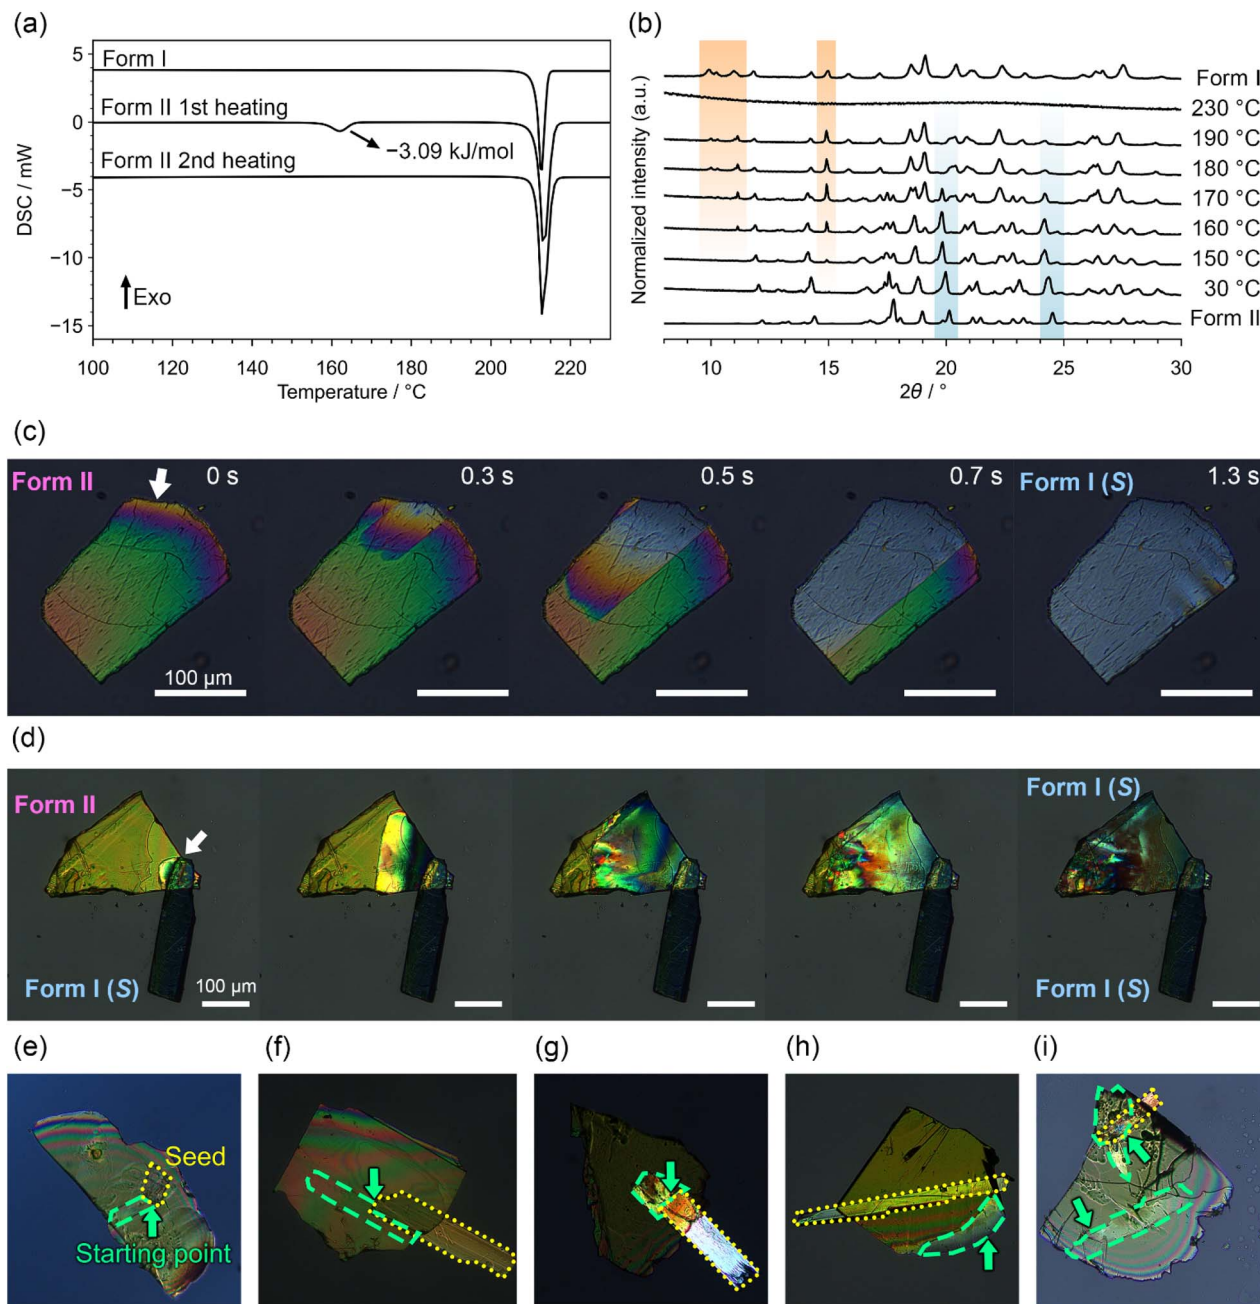 (a)
5
0
−5
−10
−15
DSC / mW
Form I
Form II 1st heating
−3.09 kJ/mol
Form II 2nd heating
Exo
100 120 140 160 180 200 220
Temperature / °C
(b)
Normalized intensity (a.u.)
Form I
230 °C
190 °C
180 °C
170 °C
160 °C
150 °C
30 °C
Form II
10 15 20 25 30
2θ / °
(c)
Form II 0 s 0.3 s 0.5 s 0.7 s Form I (S) 1.3 s
100 µm
(d)
Form II
Form I (S)
Form I (S) 100 µm
Form I (S)
(e) (f) (g) (h) (i)
Seed
Starting point